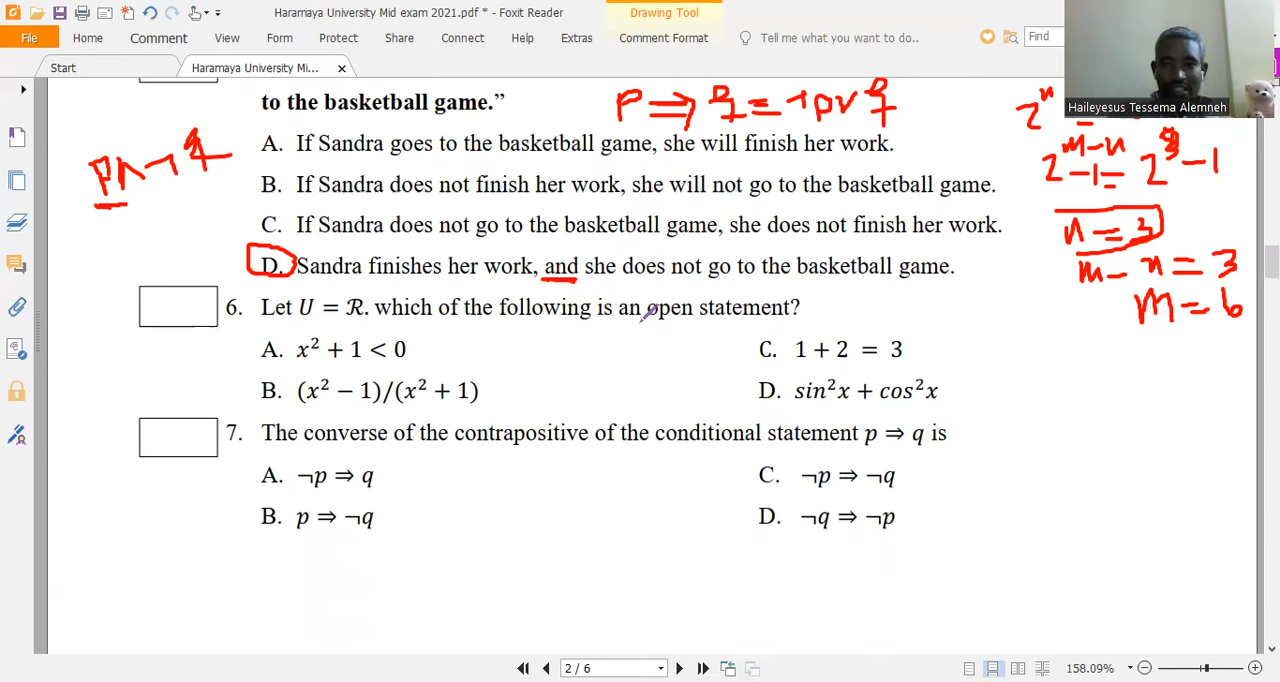 Haramaya University Mid exam 2021.pdf * - Foxit Reader
Drawing Tool
File Home Comment View Form Protect Share Connect Help Extras Comment Format Tell me what you want to do.. Find
Start Haramaya University Mi...
Haileyesus Tessema Alemneh
to the basketball game.”
p ⟹ q = ¬p∨q
2ⁿ
A. If Sandra goes to the basketball game, she will finish her work.
p∧¬q
2ᵐ⁻ⁿ -1 = 2³ -1
B. If Sandra does not finish her work, she will not go to the basketball game.
C. If Sandra does not go to the basketball game, she does not finish her work.
n = 3
D. Sandra finishes her work, and she does not go to the basketball game.
m - n = 3
6. Let U = ℛ. which of the following is an open statement?
m = 6
A. x² + 1 < 0
C. 1 + 2 = 3
B. (x² − 1)/(x² + 1)
D. sin²x + cos²x
7. The converse of the contrapositive of the conditional statement p ⇒ q is
A. ¬p ⇒ q
C. ¬p ⇒ ¬q
B. p ⇒ ¬q
D. ¬q ⇒ ¬p
2 / 6
158.09%